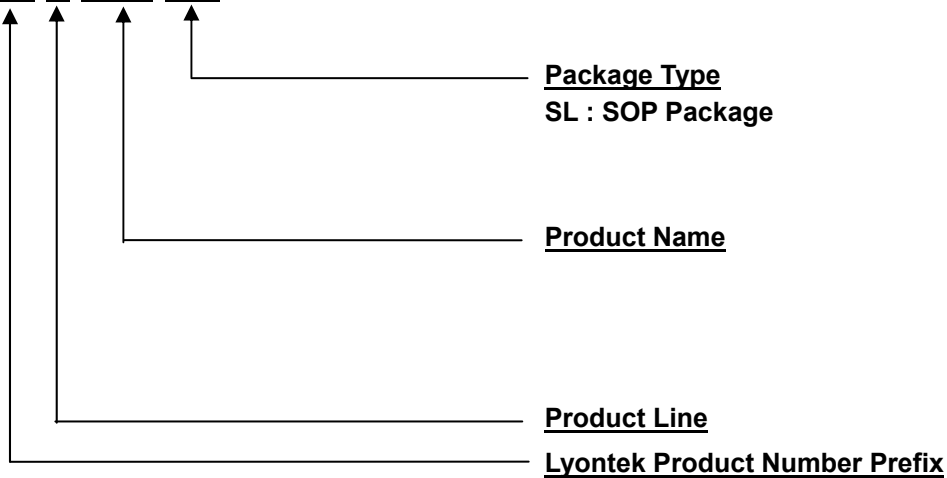 Package Type
SL : SOP Package
Product Name
Product Line
Lyontek Product Number Prefix